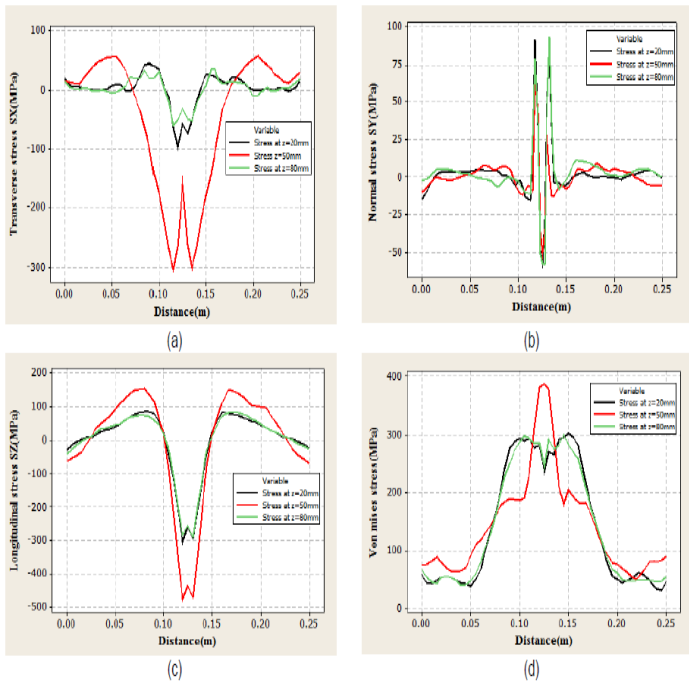 Transverse stress SX(MPa)
100
0
-100
-200
-300
0.00 0.05 0.10 0.15 0.20 0.25
Distance(m)
Variable
Stress at z=20mm
Stress z=50mm
Stress at z=80mm
(a)
Normal stress SY(MPa)
100
75
50
25
0
-25
-50
0.00 0.05 0.10 0.15 0.20 0.25
Distance(m)
Variable
Stress at z=20mm
Stress at z=50mm
Stress at z=80mm
(b)
Longitudinal stress SZ(MPa)
200
100
0
-100
-200
-300
-400
-500
0.00 0.05 0.10 0.15 0.20 0.25
Distance(m)
Variable
Stress at z=20mm
Stress at z=50mm
Stress at z=80mm
(c)
Von mises stress(MPa)
400
300
200
100
0
0.00 0.05 0.10 0.15 0.20 0.25
Distance(m)
Variable
Stress at z=20mm
Stress at z=50mm
Stress at z=80mm
(d)